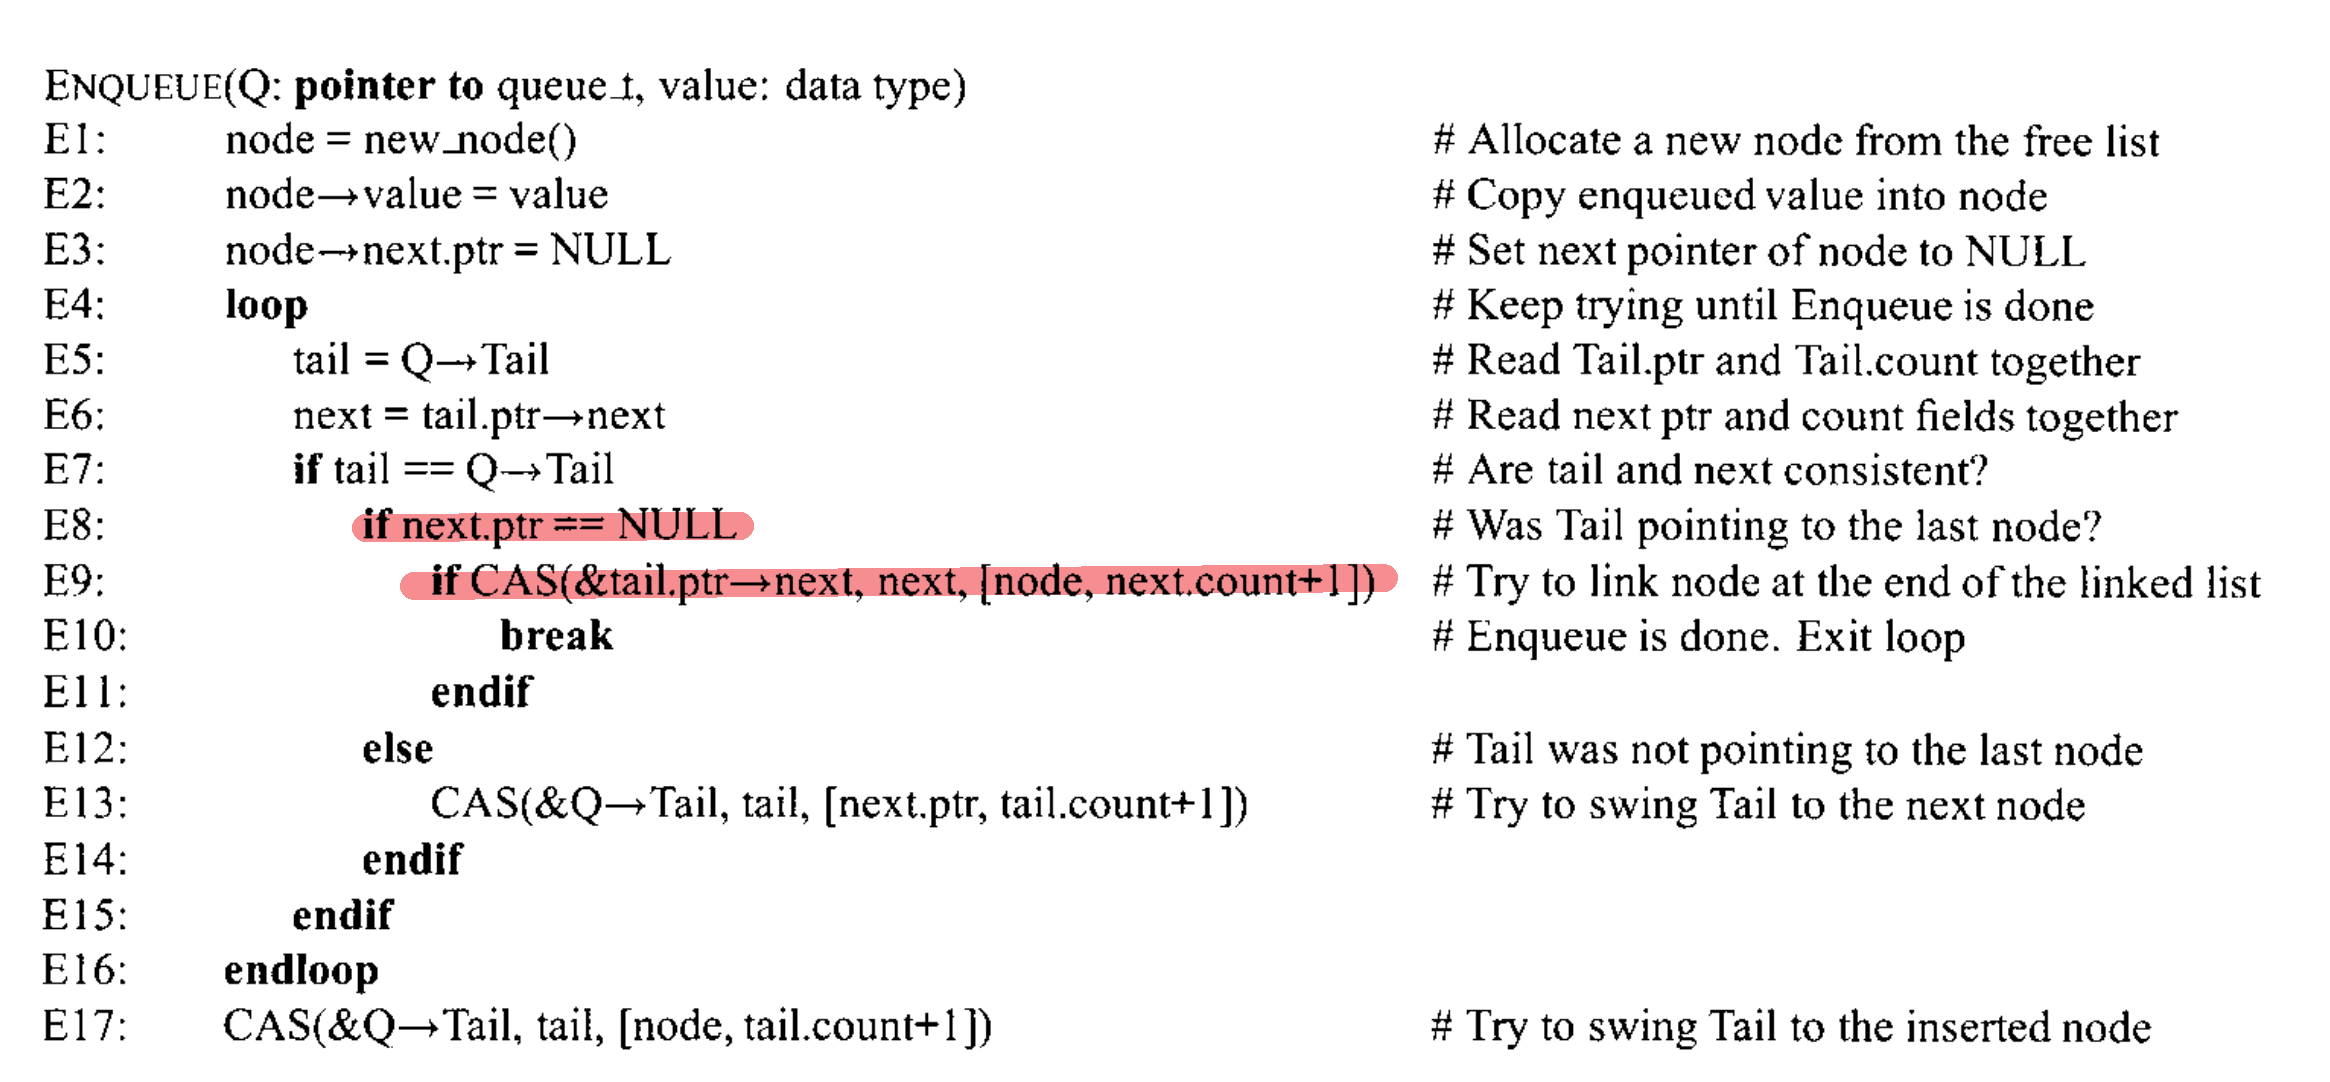 ENQUEUE(Q: pointer to queue_t, value: data type)
E1: node = new_node() # Allocate a new node from the free list
E2: node→value = value # Copy enqueued value into node
E3: node→next.ptr = NULL # Set next pointer of node to NULL
E4: loop # Keep trying until Enqueue is done
E5: tail = Q→Tail # Read Tail.ptr and Tail.count together
E6: next = tail.ptr→next # Read next ptr and count fields together
E7: if tail == Q→Tail # Are tail and next consistent?
E8: if next.ptr == NULL # Was Tail pointing to the last node?
E9: if CAS(&tail.ptr→next, next, [node, next.count+1]) # Try to link node at the end of the linked list
E10: break # Enqueue is done. Exit loop
E11: endif
E12: else # Tail was not pointing to the last node
E13: CAS(&Q→Tail, tail, [next.ptr, tail.count+1]) # Try to swing Tail to the next node
E14: endif
E15: endif
E16: endloop
E17: CAS(&Q→Tail, tail, [node, tail.count+1]) # Try to swing Tail to the inserted node